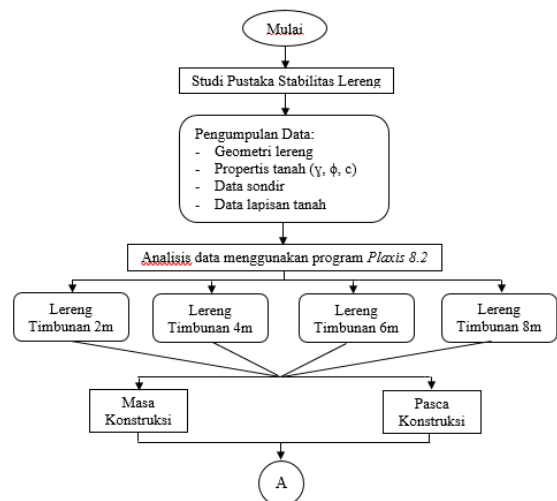 Mulai
Studi Pustaka Stabilitas Lereng
Pengumpulan Data:
- Geometri lereng
- Propertis tanah (ɣ, ϕ, c)
- Data sondir
- Data lapisan tanah
Analisis data menggunakan program Plaxis 8.2
Lereng
Timbunan 2m
Lereng
Timbunan 4m
Lereng
Timbunan 6m
Lereng
Timbunan 8m
Masa
Konstruksi
Pasca
Konstruksi
A